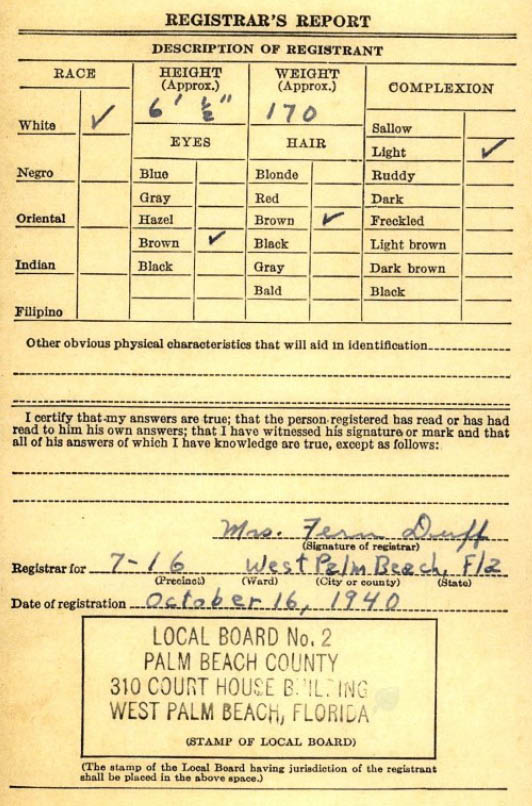 REGISTRAR'S REPORT
DESCRIPTION OF REGISTRANT
RACE
HEIGHT
(Approx.)
WEIGHT
(Approx.)
COMPLEXION
6' ½"
170
White ✓
Sallow
EYES
HAIR
Light ✓
Negro
Blue
Blonde
Ruddy
Gray
Red
Dark
Oriental
Hazel
Brown ✓
Freckled
Brown ✓
Black
Light brown
Indian
Black
Gray
Dark brown
Bald
Black
Filipino
Other obvious physical characteristics that will aid in identification
I certify that my answers are true; that the person registered has read or has had
read to him his own answers; that I have witnessed his signature or mark and that
all of his answers of which I have knowledge are true, except as follows:
Mrs. Fern Duff
(Signature of registrar)
Registrar for 7-16 West Palm Beach, Fla
(Precinct) (Ward) (City or county) (State)
Date of registration October 16, 1940
LOCAL BOARD No. 2
PALM BEACH COUNTY
310 COURT HOUSE BUILDING
WEST PALM BEACH, FLORIDA
(STAMP OF LOCAL BOARD)
(The stamp of the Local Board having jurisdiction of the registrant
shall be placed in the above space.)